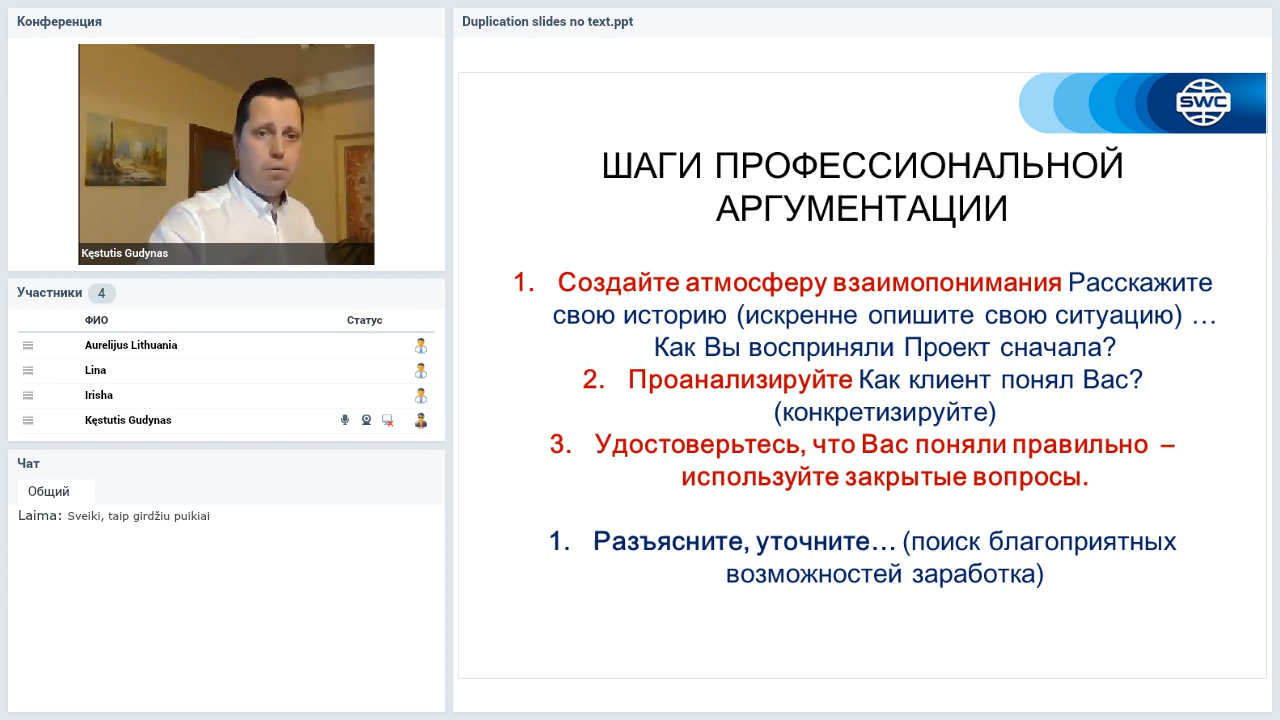 Конференция
Kęstutis Gudynas
Участники 4
ФИО Статус
Aurelijus Lithuania
Lina
Irisha
Kęstutis Gudynas
Чат
Общий
Laima: Sveiki, taip girdžiu puikiai
Duplication slides no text.ppt
SWC
ШАГИ ПРОФЕССИОНАЛЬНОЙ
АРГУМЕНТАЦИИ
1. Создайте атмосферу взаимопонимания Расскажите
свою историю (искренне опишите свою ситуацию) …
Как Вы восприняли Проект сначала?
2. Проанализируйте Как клиент понял Вас?
(конкретизируйте)
3. Удостоверьтесь, что Вас поняли правильно –
используйте закрытые вопросы.
1. Разъясните, уточните… (поиск благоприятных
возможностей заработка)